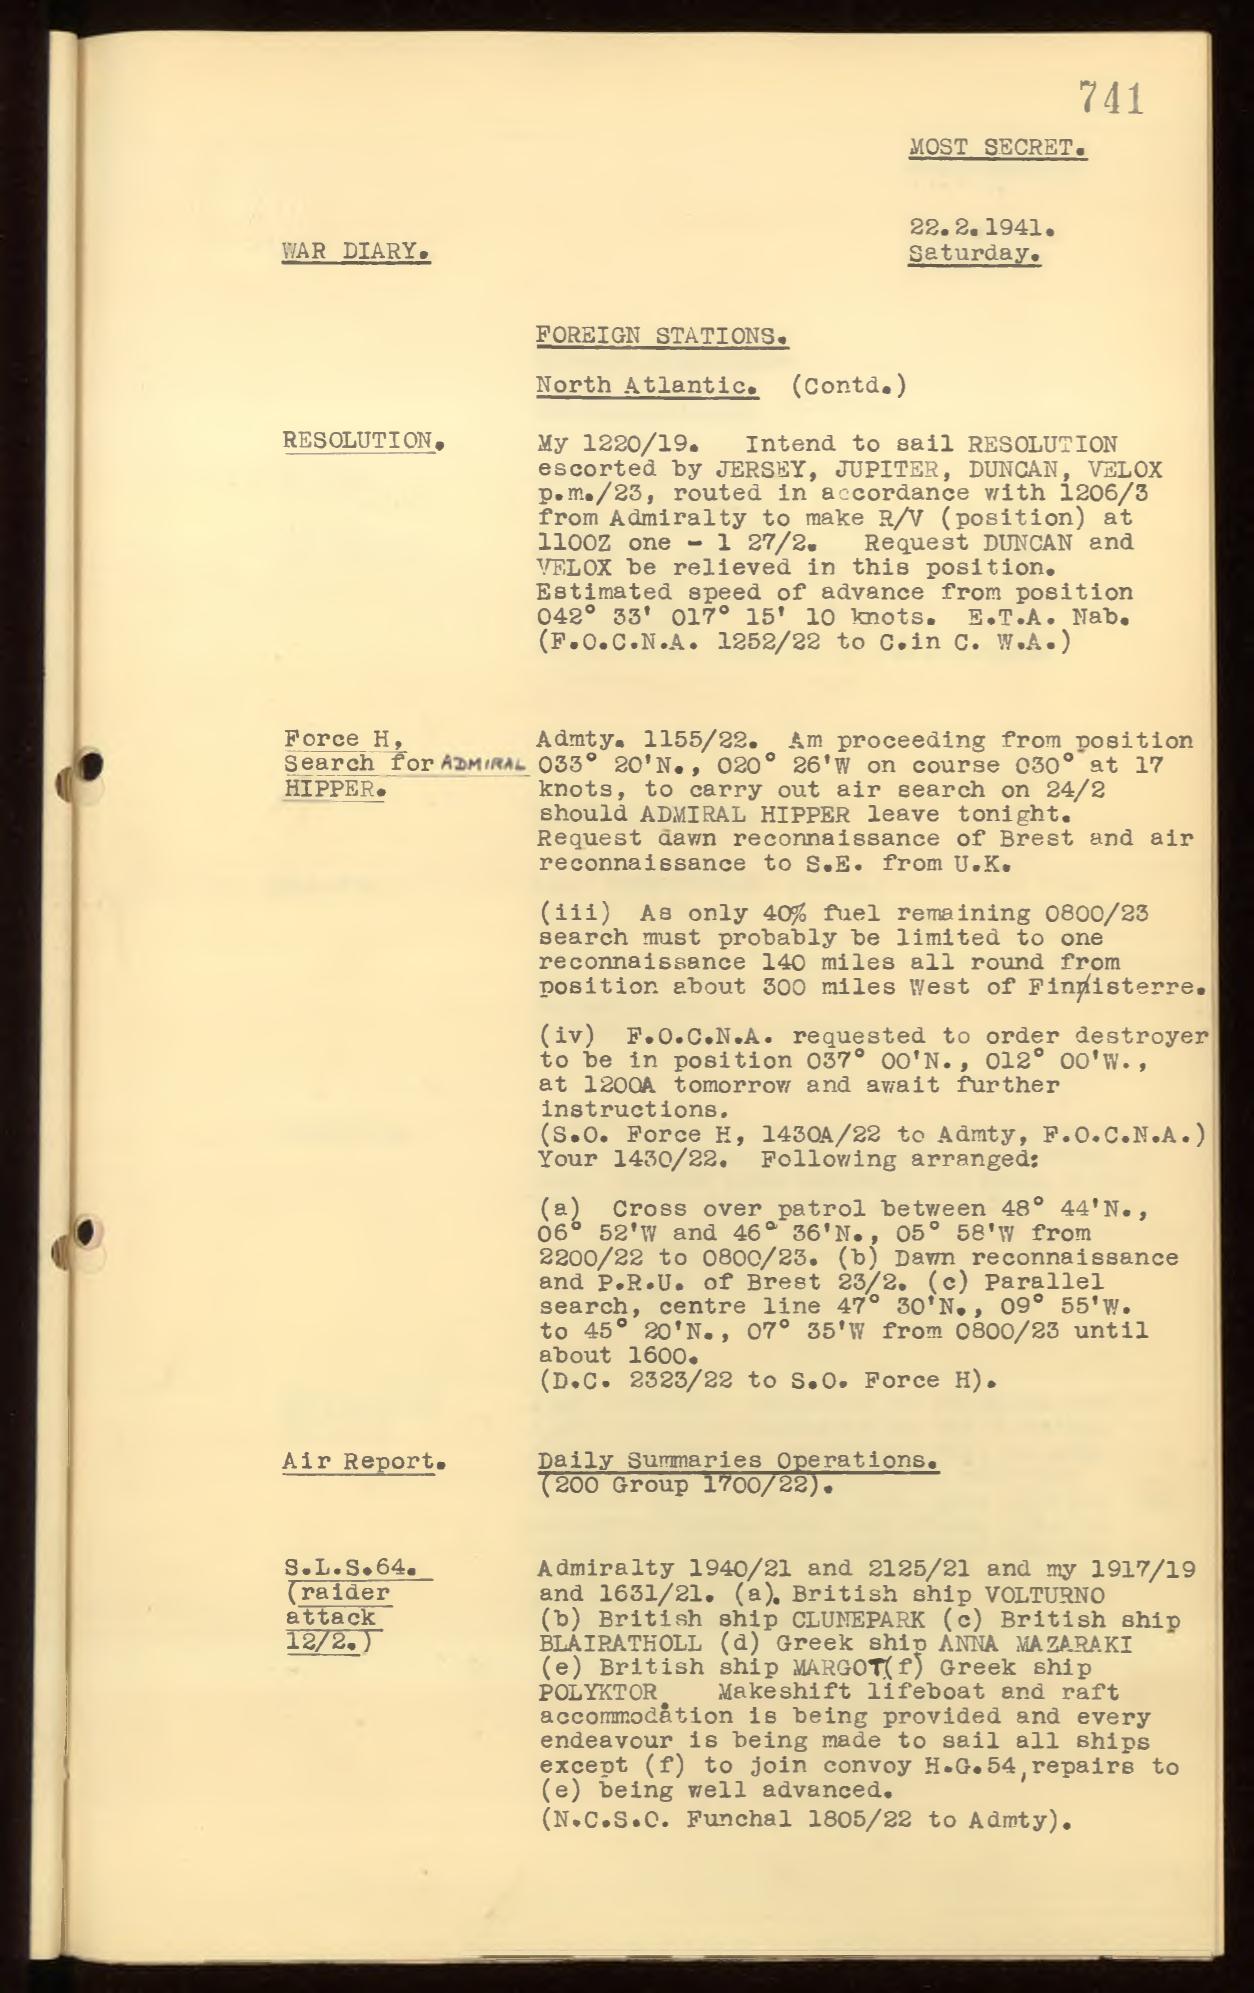 741
MOST SECRET.
22.2.1941.
WAR DIARY.
Saturday.
FOREIGN STATIONS.
North Atlantic. (Contd.)
RESOLUTION.
My 1220/19. Intend to sail RESOLUTION
escorted by JERSEY, JUPITER, DUNCAN, VELOX
p.m./23, routed in accordance with 1206/3
from Admiralty to make R/V (position) at
1100Z one - 1 27/2. Request DUNCAN and
VELOX be relieved in this position.
Estimated speed of advance from position
042° 33' 017° 15' 10 knots. E.T.A. Nab.
(F.O.C.N.A. 1252/22 to C.in C. W.A.)
Force H,
Search for ADMIRAL
HIPPER.
Admty. 1155/22. Am proceeding from position
033° 20'N., 020° 26'W on course 030° at 17
knots, to carry out air search on 24/2
should ADMIRAL HIPPER leave tonight.
Request dawn reconnaissance of Brest and air
reconnaissance to S.E. from U.K.
(iii) As only 40% fuel remaining 0800/23
search must probably be limited to one
reconnaissance 140 miles all round from
position about 300 miles West of Finnisterre.
(iv) F.O.C.N.A. requested to order destroyer
to be in position 037° 00'N., 012° 00'W.,
at 1200A tomorrow and await further
instructions.
(S.O. Force H, 1430A/22 to Admty, F.O.C.N.A.)
Your 1430/22. Following arranged:
(a) Cross over patrol between 48° 44'N.,
06° 52'W and 46° 36'N., 05° 58'W from
2200/22 to 0800/23. (b) Dawn reconnaissance
and P.R.U. of Brest 23/2. (c) Parallel
search, centre line 47° 30'N., 09° 55'W.
to 45° 20'N., 07° 35'W from 0800/23 until
about 1600.
(D.C. 2323/22 to S.O. Force H).
Air Report.
Daily Summaries Operations.
(200 Group 1700/22).
S.L.S.64.
(raider
attack
12/2.)
Admiralty 1940/21 and 2125/21 and my 1917/19
and 1631/21. (a). British ship VOLTURNO
(b) British ship CLUNEPARK (c) British ship
BLAIRATHOLL (d) Greek ship ANNA MAZARAKI
(e) British ship MARGOT(f) Greek ship
POLYKTOR. Makeshift lifeboat and raft
accommodation is being provided and every
endeavour is being made to sail all ships
except (f) to join convoy H.G.54,repairs to
(e) being well advanced.
(N.C.S.O. Funchal 1805/22 to Admty).